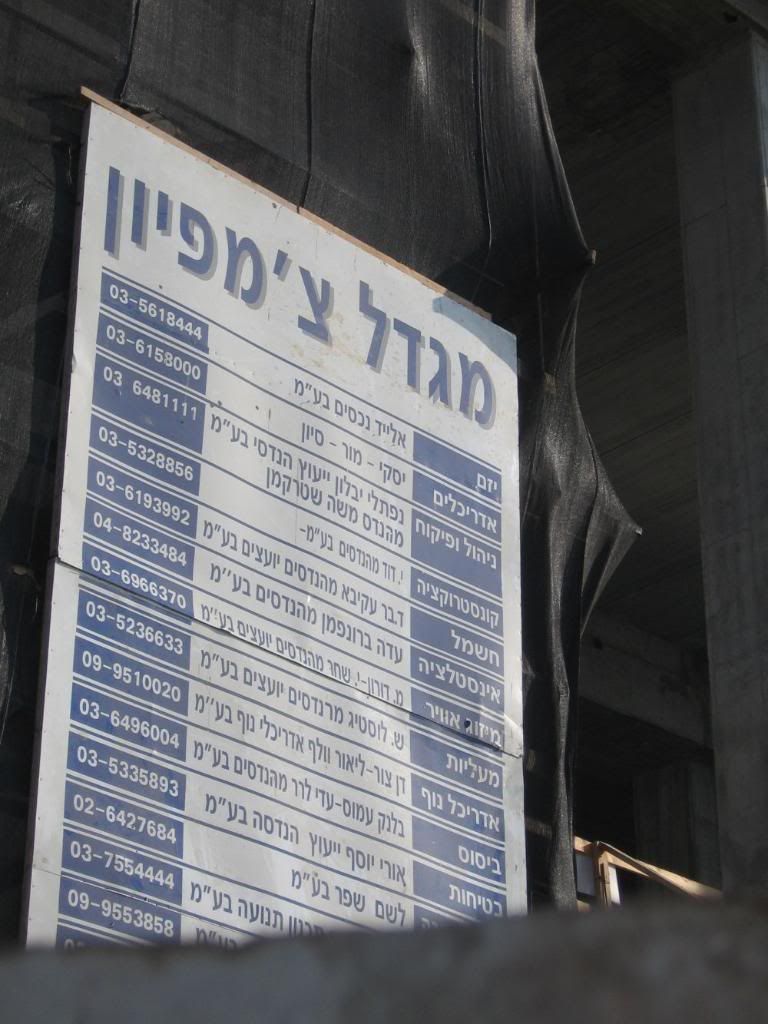 מגדל צ'מפיון
יזם אלייד נכסים בע"מ 03-5618444
אדריכלים יסקי - מור - סיון 03-6158000
ניהול ופיקוח נפתלי יבלון ייעוץ הנדסי בע"מ 03 6481111
מהנדס משה שטרקמן
קונסטרוקציה י. דוד מהנדסים בע"מ- 03-5328856
חשמל ד.בר עקיבא מהנדסים יועצים בע"מ 03-6193992
אינסטלציה עדה ברונפמן מהנדסים בע"מ 04-8233484
מיזוג אוויר מ. דורון-י. שחר מהנדסים יועצים בע"מ 03-6966370
מעליות ש. לוסטיג מרנדסים יועצים בע"מ 03-5236633
אדריכל נוף דן צור-ליאור וולף אדריכלי נוף בע"מ 09-9510020
ביסוס בלנק עמוס-עדי לרר מהנדסים בע"מ 03-6496004
בטיחות אורי יוסף ייעוץ הנדסה בע"מ 03-5335893
לשם שפר בע"מ 02-6427684
תנועה בע"מ 03-7554444
09-9553858